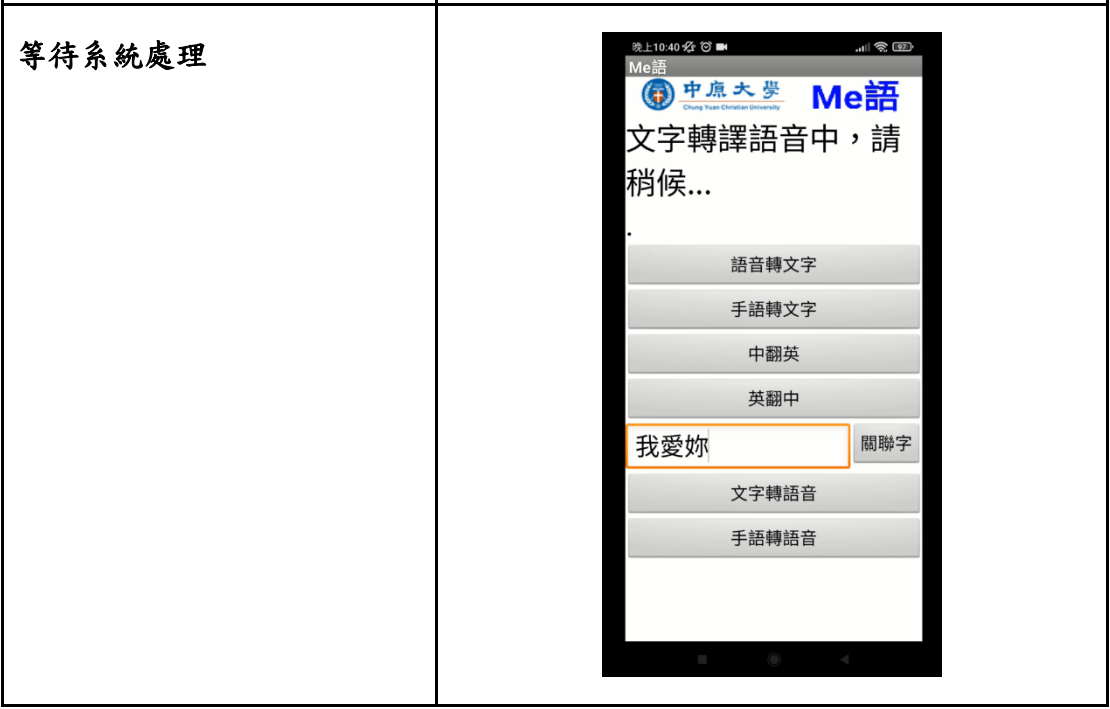 等待系統處理
晚上10:40
97
Me語
中原大學
Chung Yuan Christian University
Me語
文字轉譯語音中，請
稍候...
.
語音轉文字
手語轉文字
中翻英
英翻中
我愛妳
關聯字
文字轉語音
手語轉語音